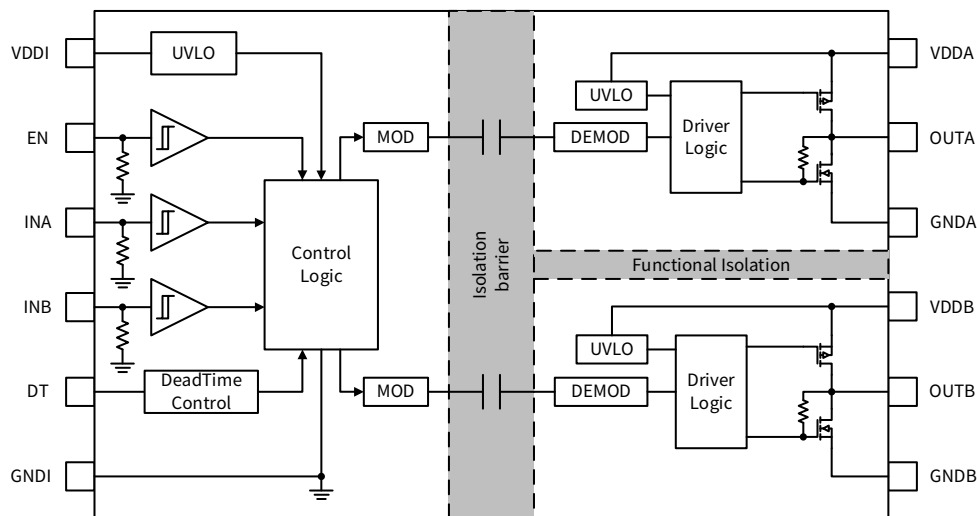 VDDI
UVLO
EN
INA
INB
DT
DeadTime
Control
GNDI
Control
Logic
MOD
MOD
Isolation
barrier
Functional Isolation
UVLO
DEMOD
Driver
Logic
VDDA
OUTA
GNDA
UVLO
DEMOD
Driver
Logic
VDDB
OUTB
GNDB